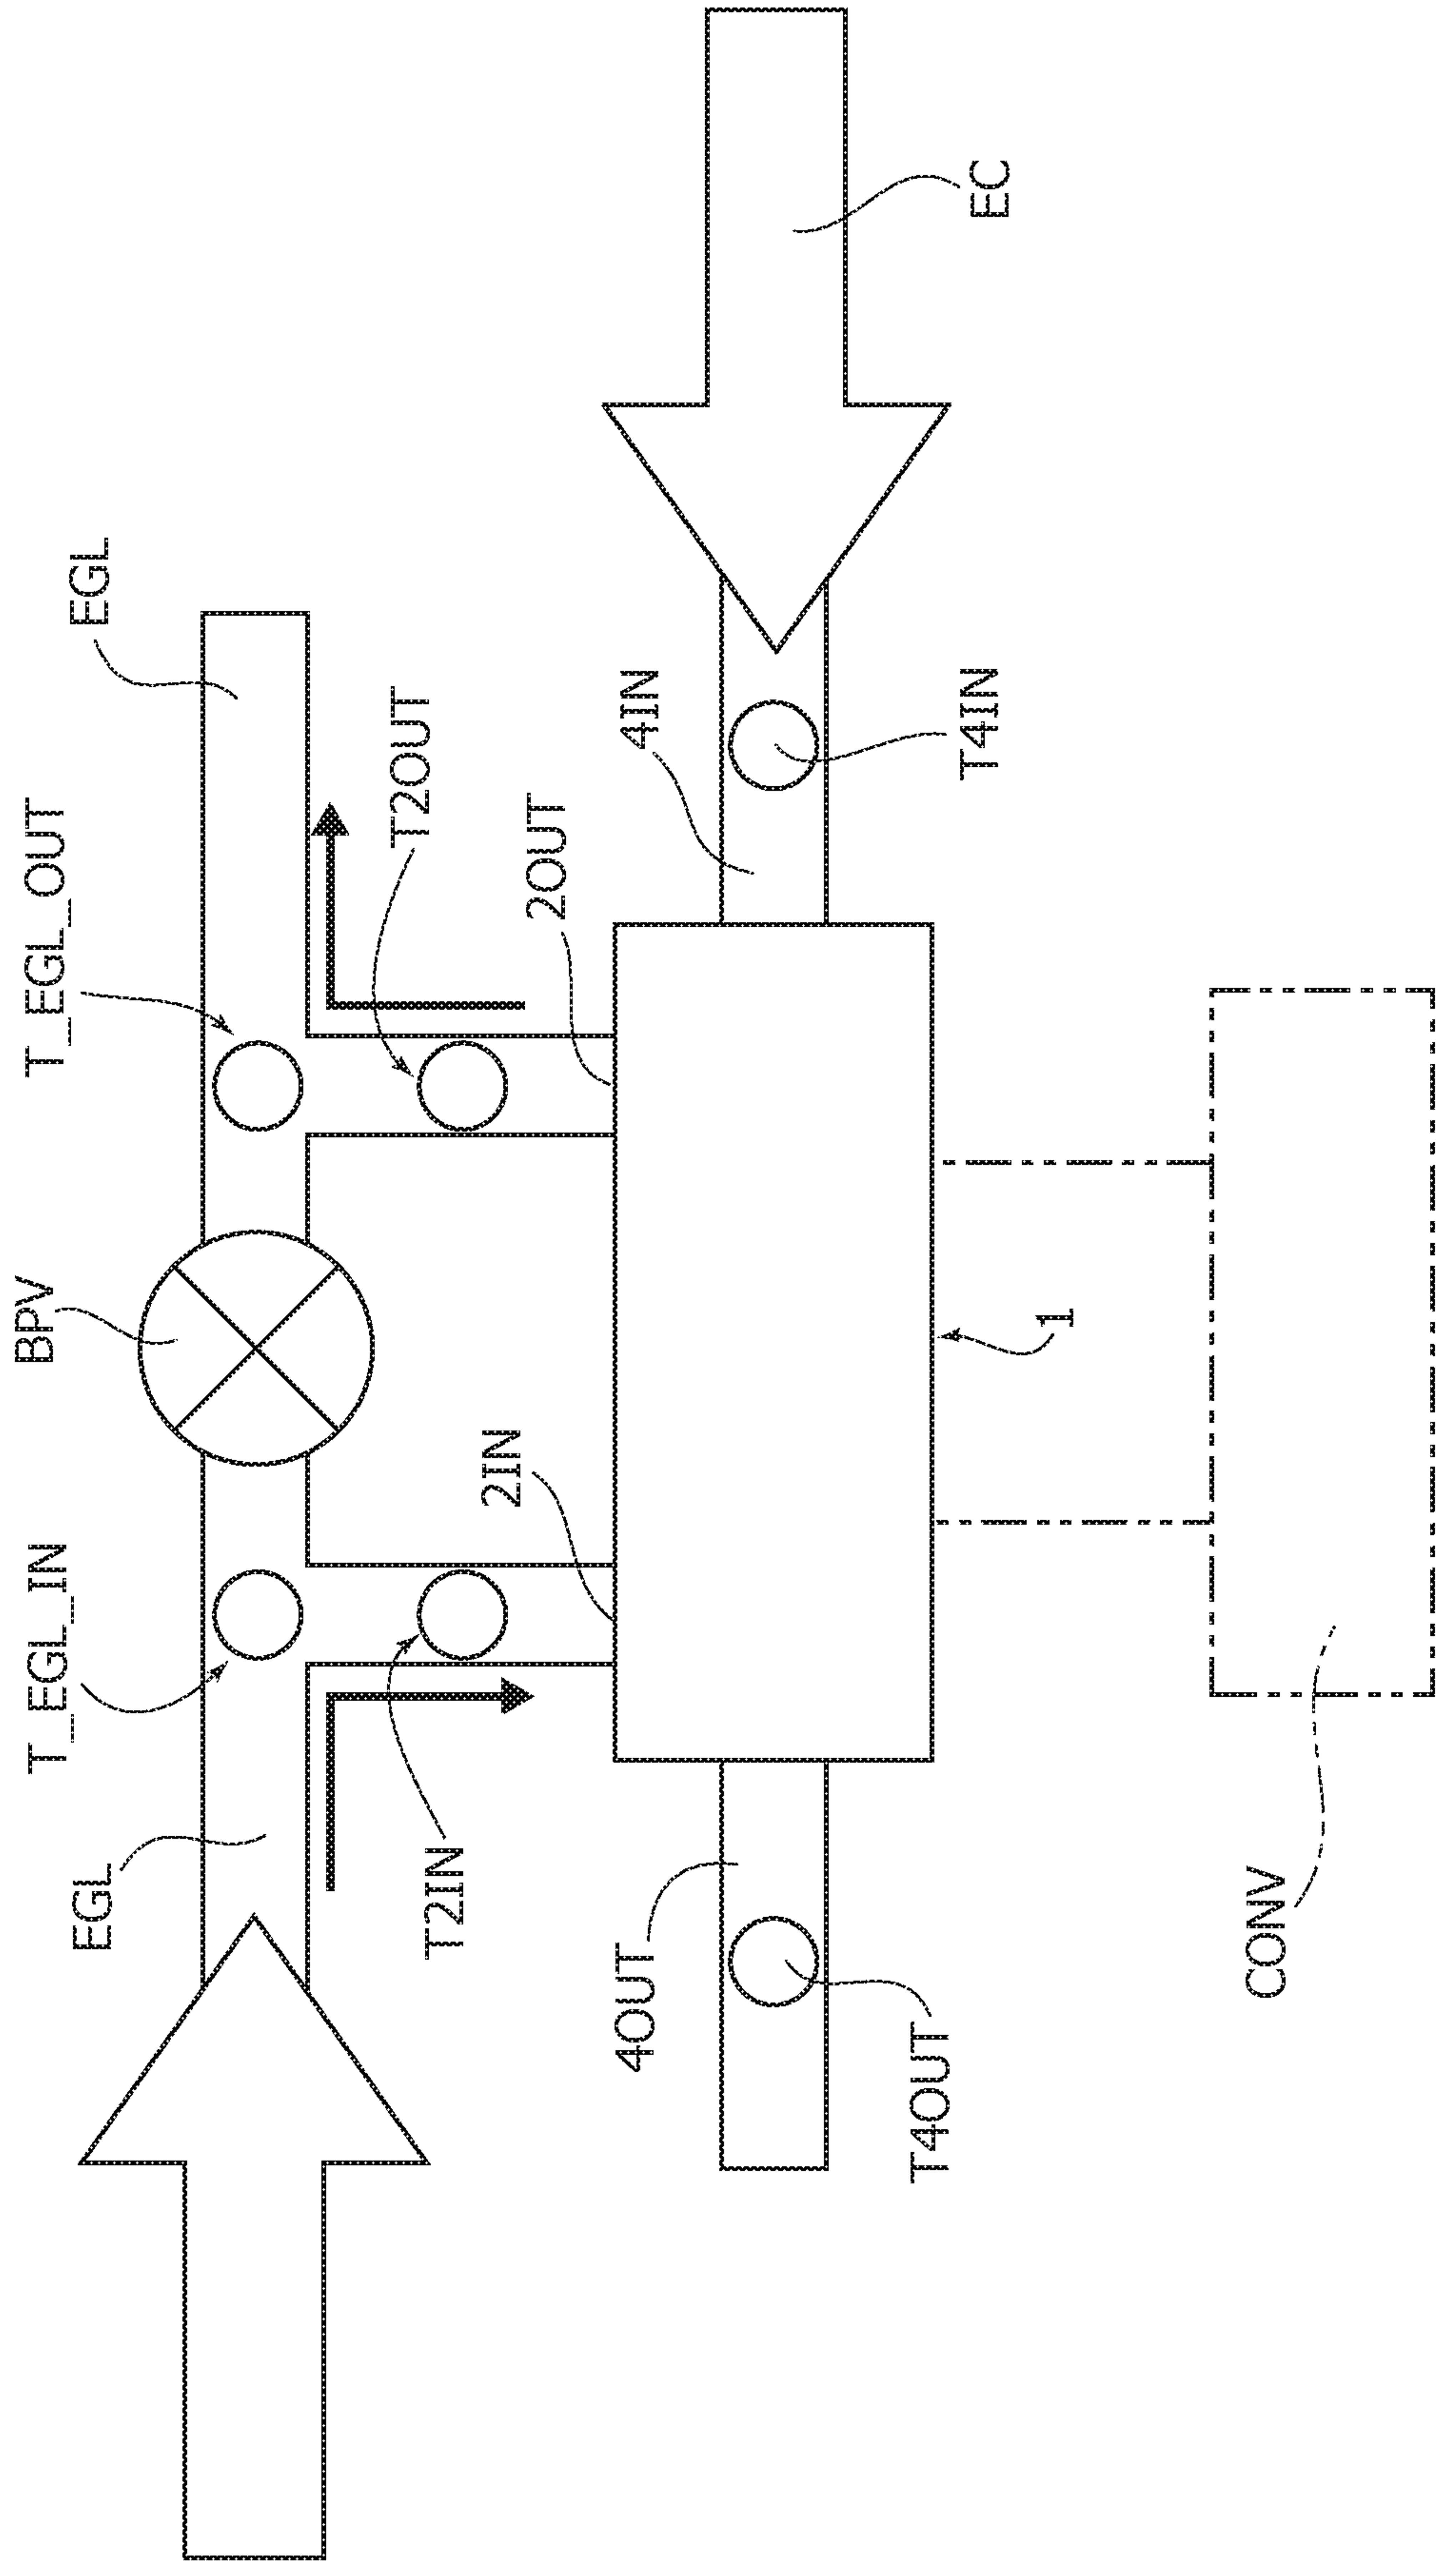 T_EGL_IN
BPV
T_EGL_OUT
EGL
EGL
T2IN
T2OUT
2IN
2OUT
4OUT
4IN
T4OUT
T4IN
EC
1
CONV